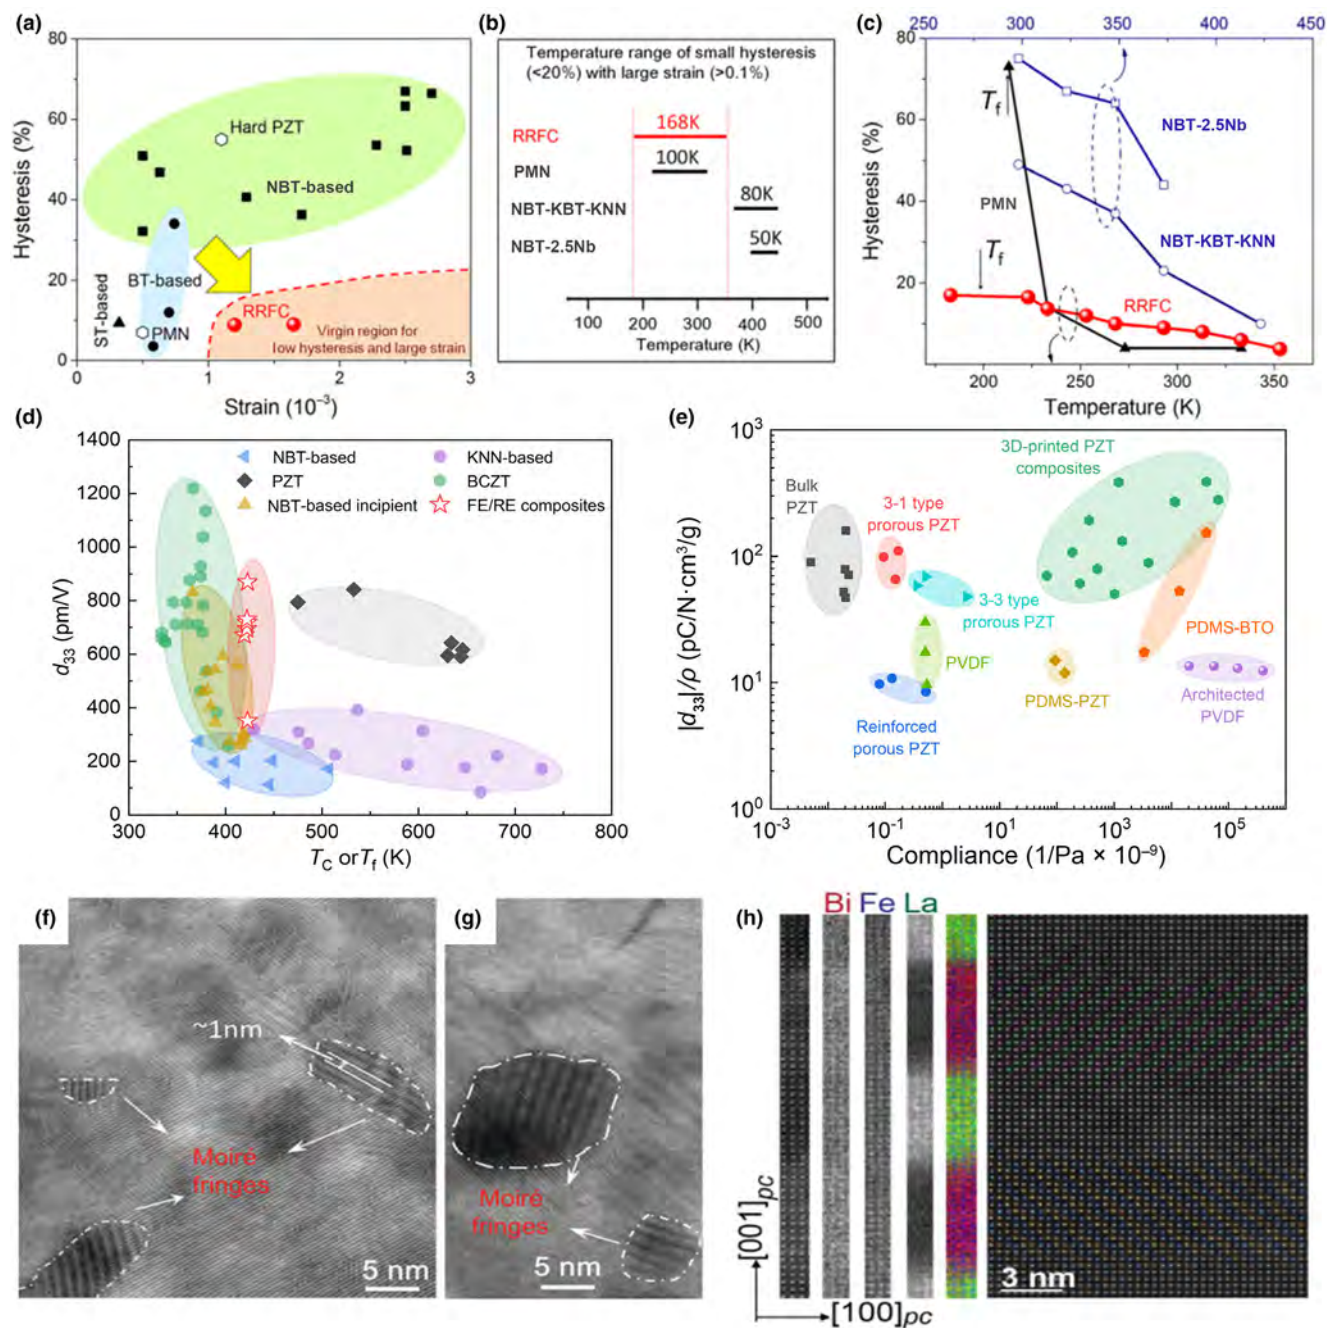 (a)
80
60
40
20
0
Hysteresis (%)
Hard PZT
NBT-based
BT-based
ST-based
PMN
RRFC
Virgin region for
low hysteresis and large strain
0
1
2
3
Strain (10⁻³)
(b)
Temperature range of small hysteresis
(<20%) with large strain (>0.1%)
RRFC
168K
PMN
100K
NBT-KBT-KNN
80K
NBT-2.5Nb
50K
100 200 300 400 500
Temperature (K)
(c)
250 300 350 400 450
80
60
40
20
Hysteresis (%)
Tf
NBT-2.5Nb
PMN
NBT-KBT-KNN
Tf
RRFC
200 250 300 350
Temperature (K)
(d)
1400
1200
1000
800
600
400
200
0
d₃₃ (pm/V)
NBT-based
KNN-based
PZT
BCZT
NBT-based incipient
FE/RE composites
300 400 500 600 700 800
TC or Tf (K)
(e)
10³
10²
10¹
10⁰
|d₃₃|/ρ (pC/N·cm³/g)
Bulk
PZT
3-1 type
prorous PZT
3D-printed PZT
composites
3-3 type
prorous PZT
PVDF
Reinforced
porous PZT
PDMS-PZT
PDMS-BTO
Architected
PVDF
10⁻³ 10⁻¹ 10¹ 10³ 10⁵
Compliance (1/Pa × 10⁻⁹)
(f)
~1nm
Moiré
fringes
5 nm
(g)
Moiré
fringes
5 nm
(h)
Bi Fe La
[001]pc
[100]pc
3 nm